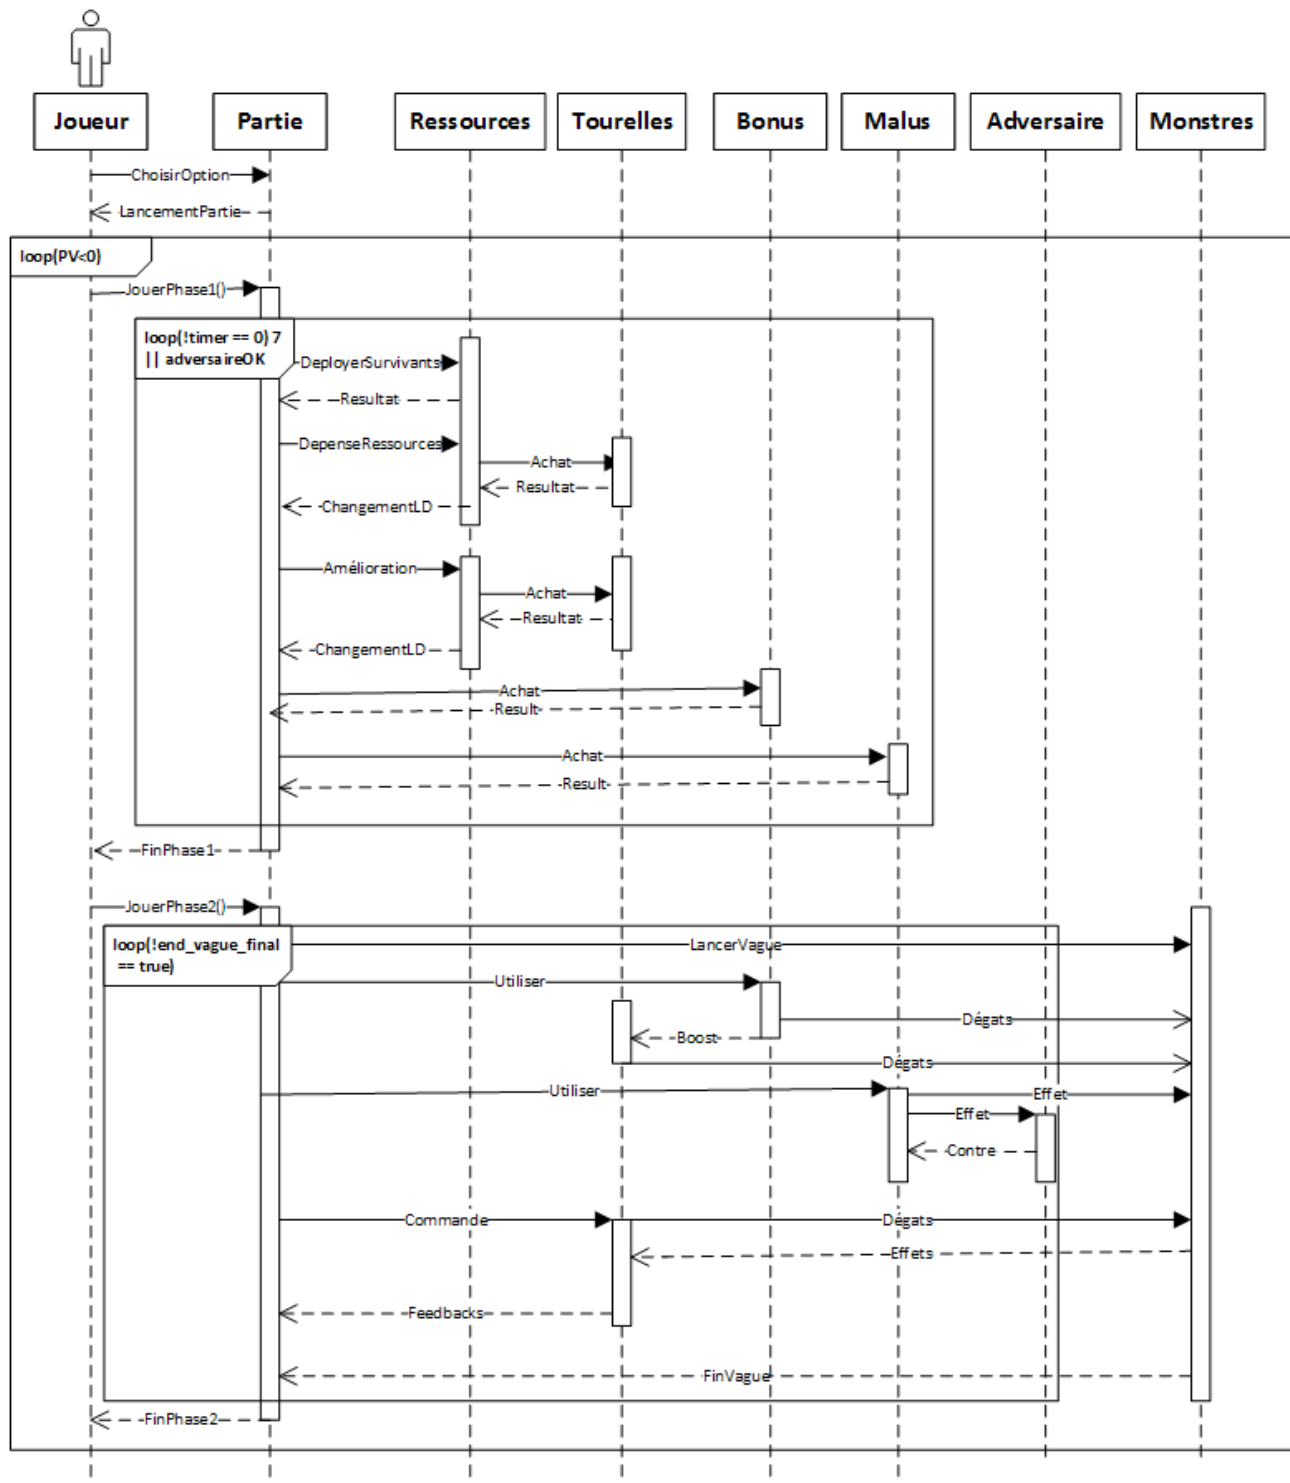 Joueur
Partie
Ressources
Tourelles
Bonus
Malus
Adversaire
Monstres
ChoisirOption
LancementPartie
loop(PV<0)
JouerPhase1()
loop(!timer == 0) 7
|| adversaireOK
DeployerSurvivants
Resultat
DepenseRessources
Achat
Resultat
ChangementLD
Amélioration
Achat
Resultat
ChangementLD
Achat
Result
Achat
Result
FinPhase1
JouerPhase2()
loop(!end_vague_final
== true)
LancerVague
Utiliser
Dégats
Boost
Dégats
Utiliser
Effet
Effet
Contre
Commande
Dégats
Effets
Feedbacks
FinVague
FinPhase2